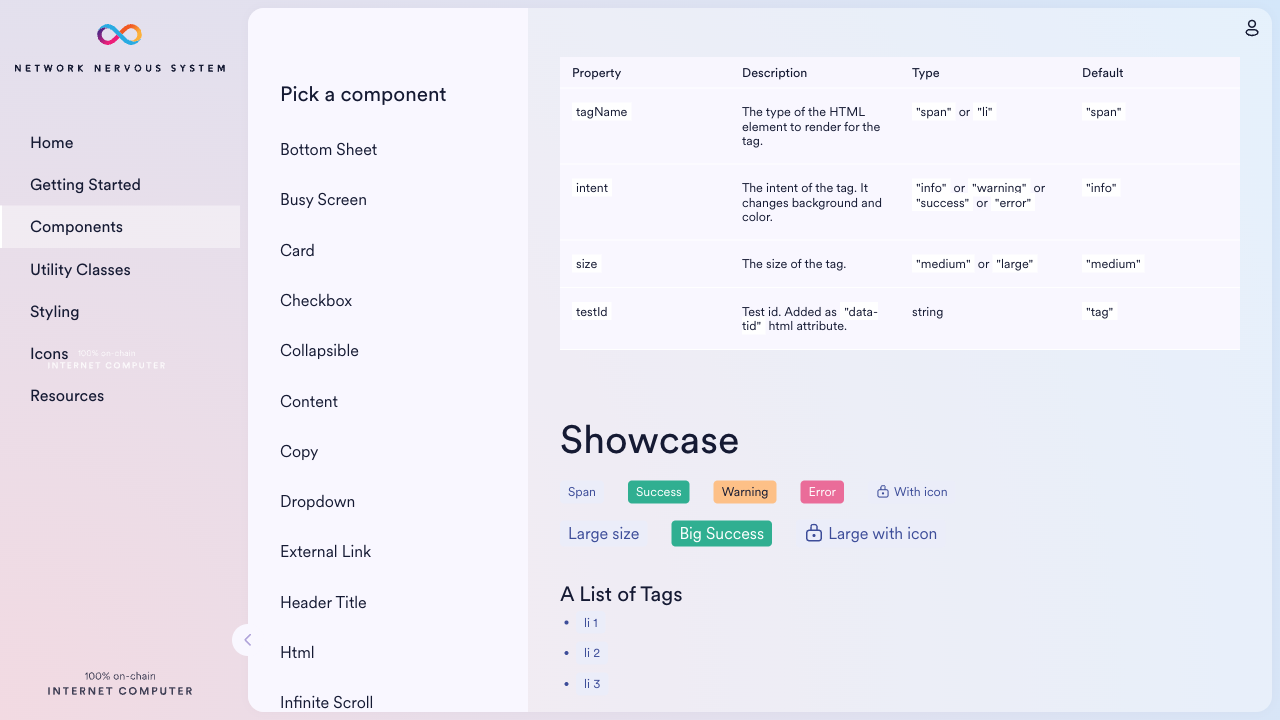 NETWORK NERVOUS SYSTEM
Home
Getting Started
Components
Utility Classes
Styling
Icons
100% on-chain
INTERNET COMPUTER
Resources
100% on-chain
INTERNET COMPUTER
Pick a component
Bottom Sheet
Busy Screen
Card
Checkbox
Collapsible
Content
Copy
Dropdown
External Link
Header Title
Html
Infinite Scroll
Property Description Type Default
tagName The type of the HTML "span" or "li" "span"
element to render for the
tag.
intent The intent of the tag. It "info" or "warning" or "info"
changes background and "success" or "error"
color.
size The size of the tag. "medium" or "large" "medium"
testId Test id. Added as "data- string "tag"
tid" html attribute.
Showcase
Span Success Warning Error With icon
Large size Big Success Large with icon
A List of Tags
• li 1
• li 2
• li 3